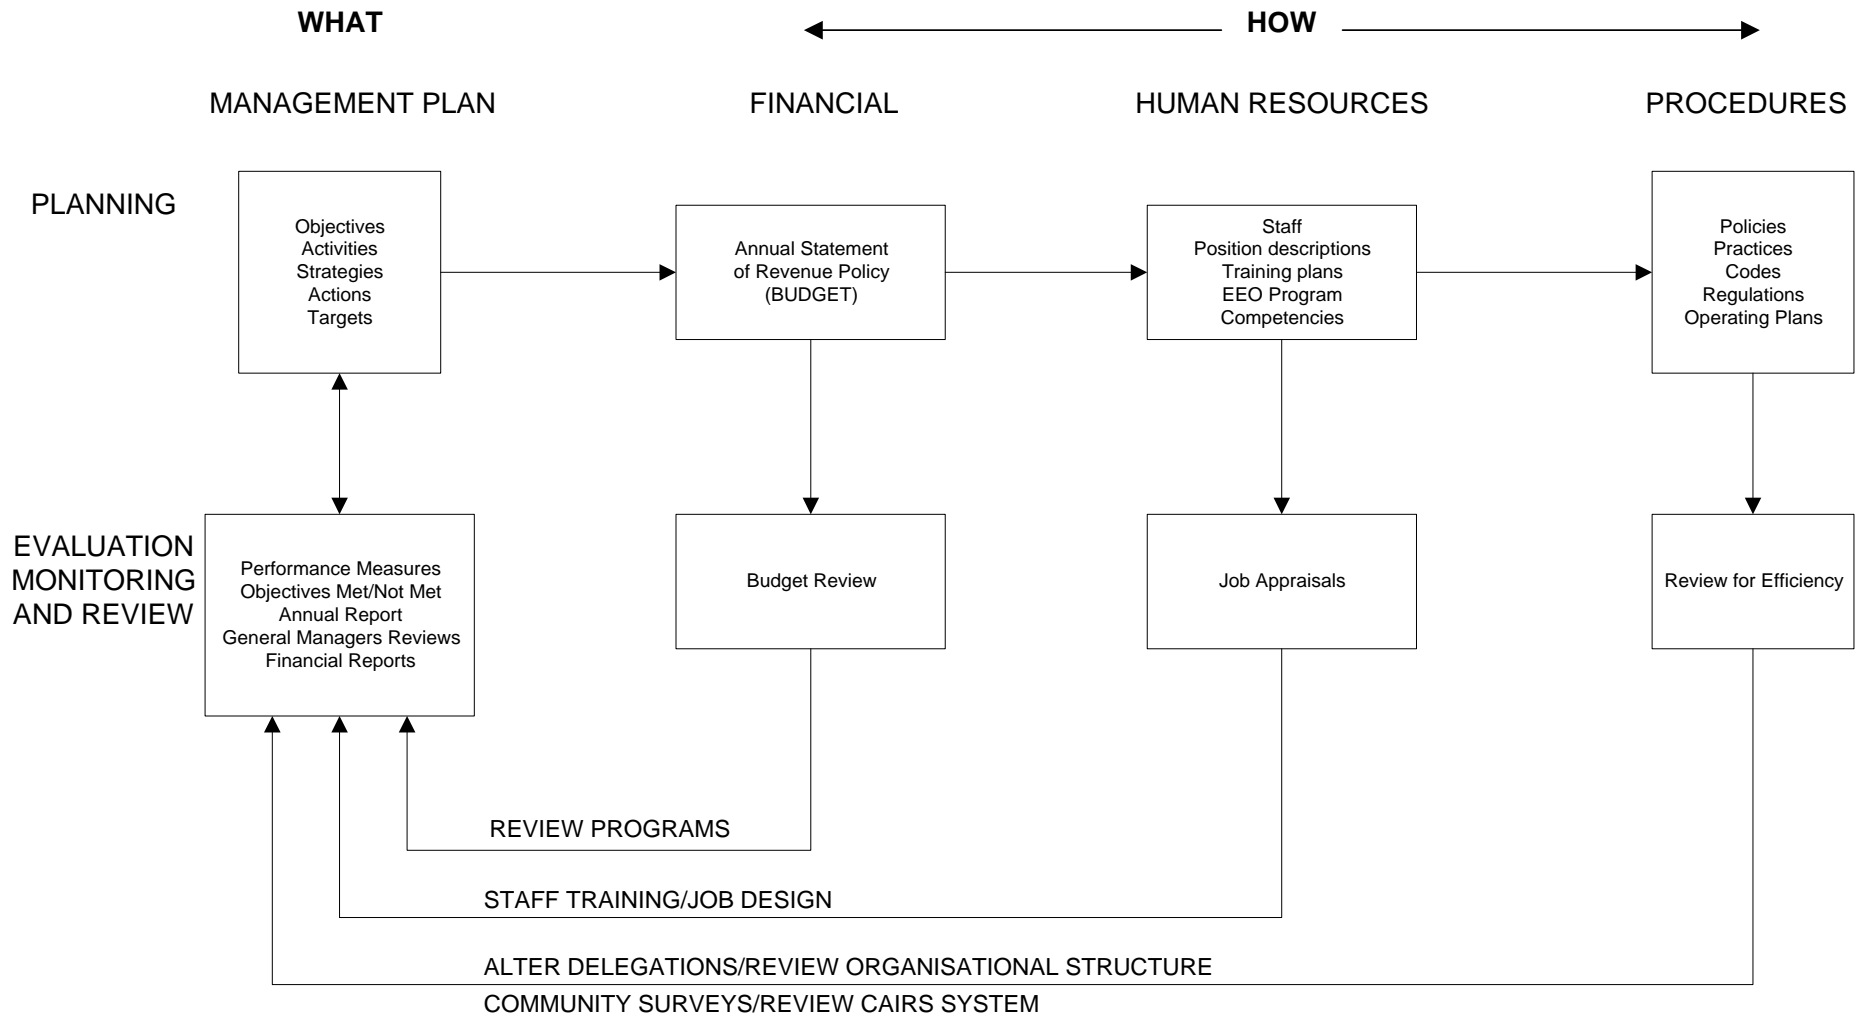 WHAT
HOW
MANAGEMENT PLAN
FINANCIAL
HUMAN RESOURCES
PROCEDURES
PLANNING
Objectives
Activities
Strategies
Actions
Targets
Annual Statement
of Revenue Policy
(BUDGET)
Staff
Position descriptions
Training plans
EEO Program
Competencies
Policies
Practices
Codes
Regulations
Operating Plans
EVALUATION
MONITORING
AND REVIEW
Performance Measures
Objectives Met/Not Met
Annual Report
General Managers Reviews
Financial Reports
Budget Review
Job Appraisals
Review for Efficiency
REVIEW PROGRAMS
STAFF TRAINING/JOB DESIGN
ALTER DELEGATIONS/REVIEW ORGANISATIONAL STRUCTURE
COMMUNITY SURVEYS/REVIEW CAIRS SYSTEM